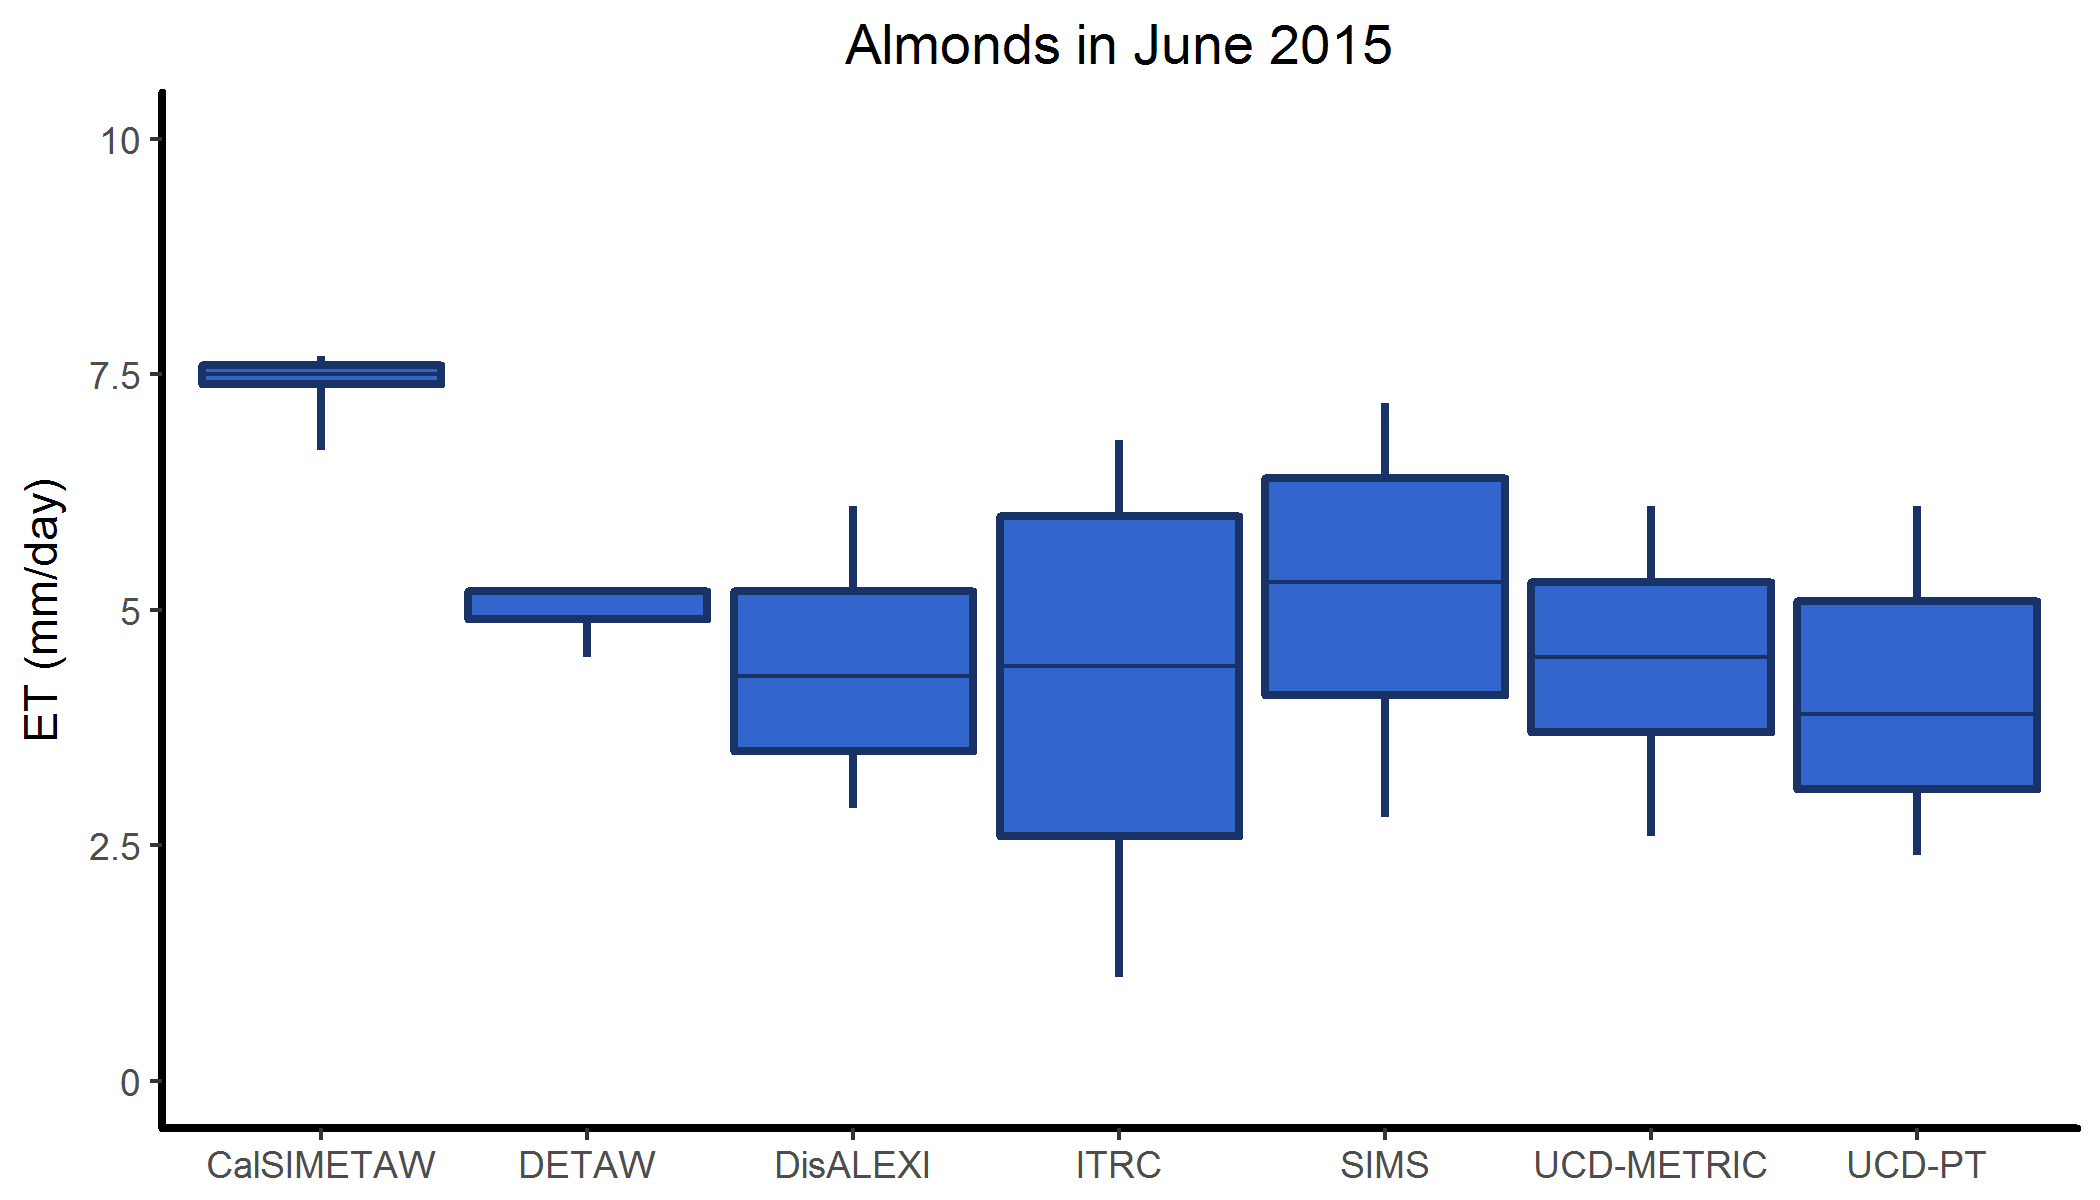 Almonds in June 2015
10
7.5
5
2.5
0
ET (mm/day)
CalSIMETAW DETAW DisALEXI ITRC SIMS UCD-METRIC UCD-PT